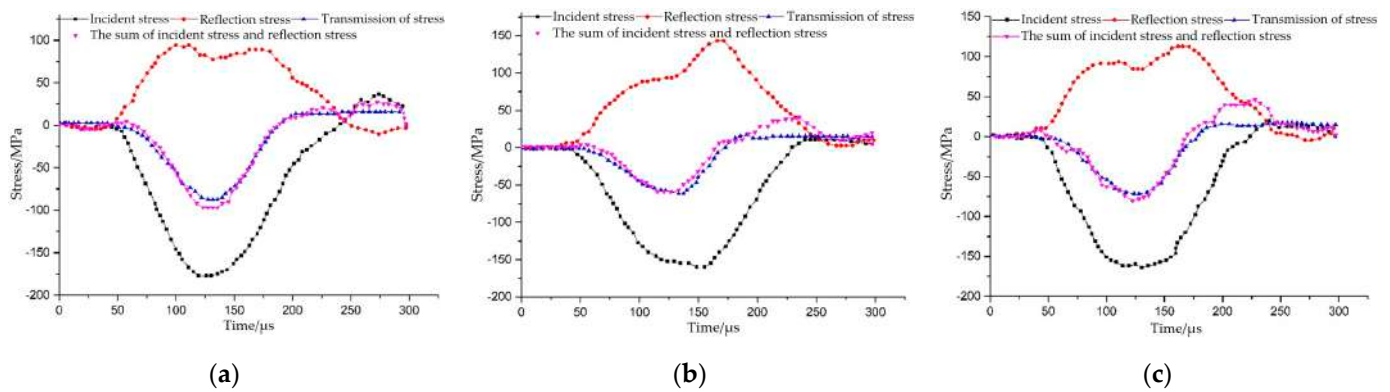 Incident stress Reflection stress Transmission of stress
The sum of incident stress and reflection stress
Stress/MPa
100
50
0
-50
-100
-150
-200
0 50 100 150 200 250 300
Time/μs
(a)
Incident stress Reflection stress Transmission of stress
The sum of incident stress and reflection stress
Stress/MPa
150
100
50
0
-50
-100
-150
-200
0 50 100 150 200 250 300
Time/μs
(b)
Incident stress Reflection stress Transmission of stress
The sum of incident stress and reflection stress
Stress/MPa
150
100
50
0
-50
-100
-150
-200
0 50 100 150 200 250 300
Time/μs
(c)